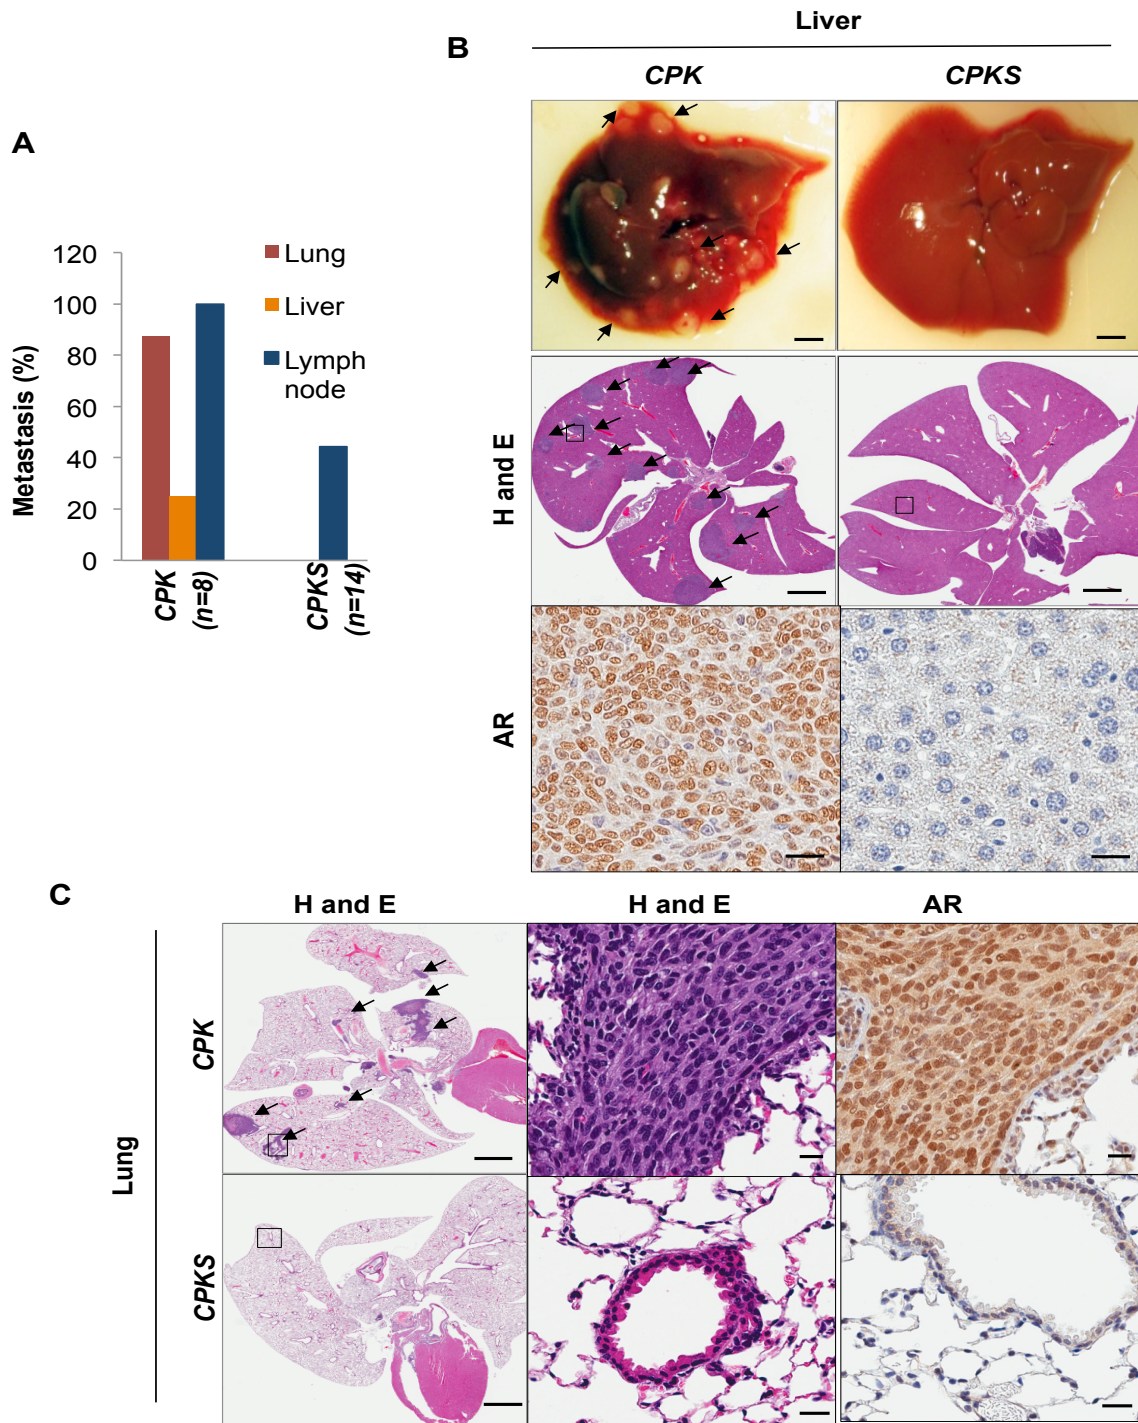 Liver
B
CPK
CPKS
A
120
100
80
60
40
20
0
Metastasis (%)
Lung
Liver
Lymph
node
CPK
(n=8)
CPKS
(n=14)
H and E
AR
C
H and E
H and E
AR
Lung
CPK
CPKS